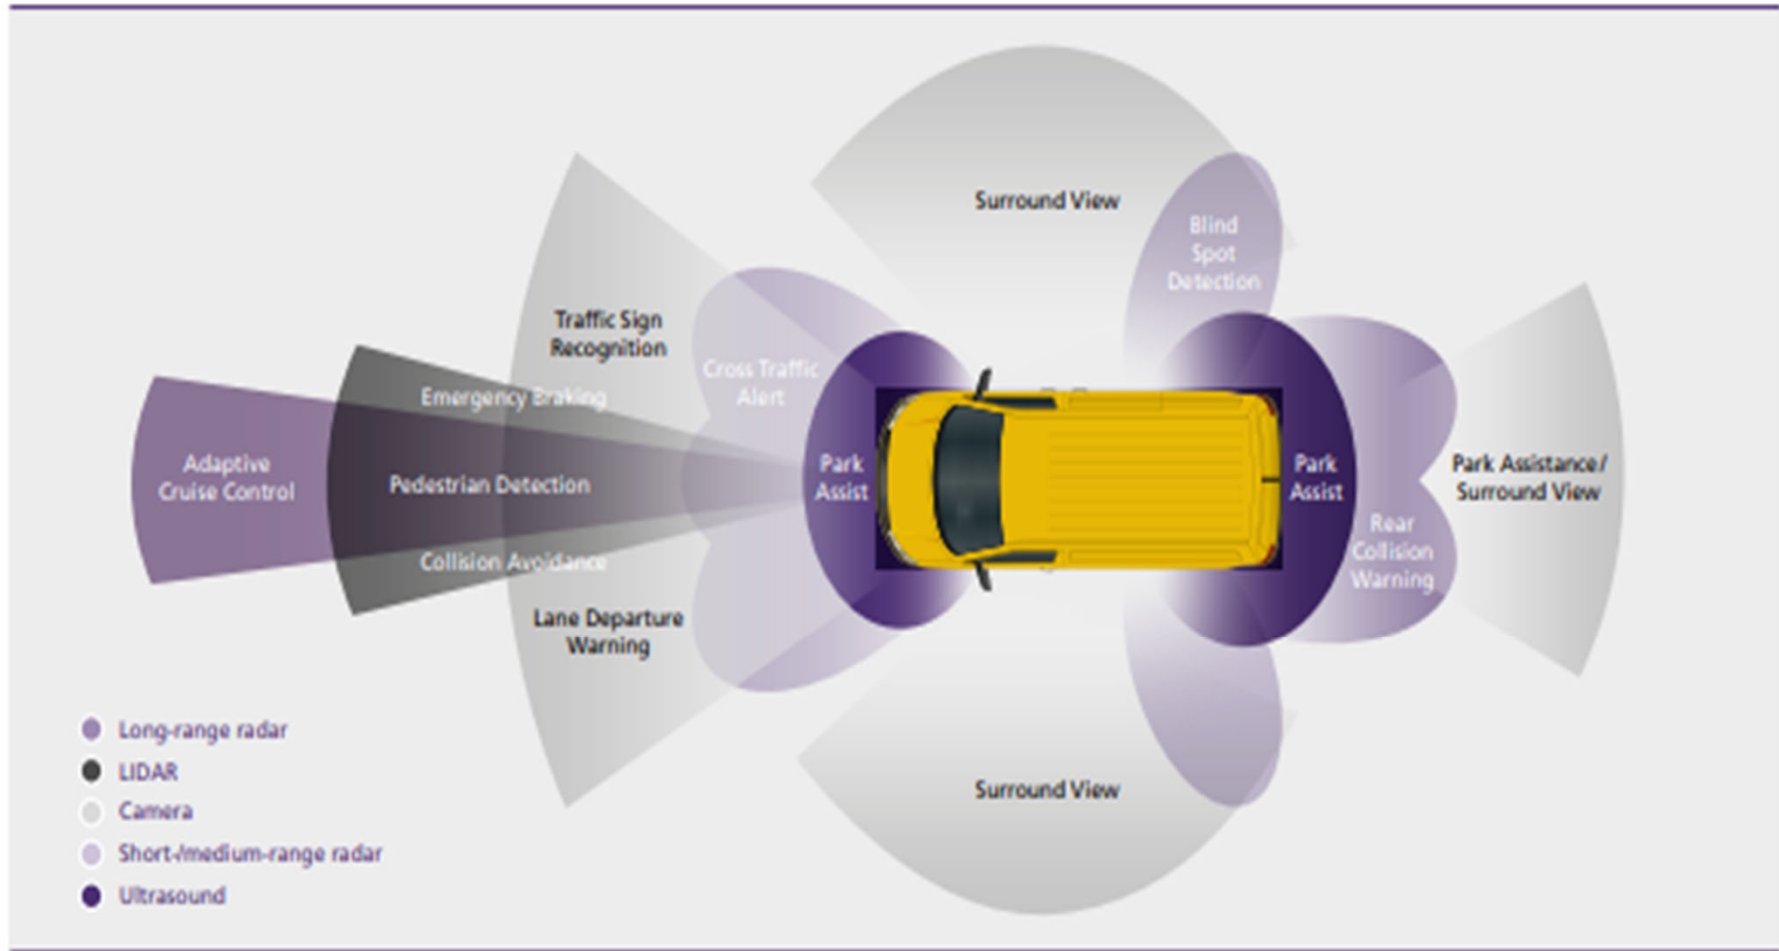 Surround View
Blind
Spot
Detection
Traffic Sign
Recognition
Cross Traffic
Alert
Emergency Braking
Adaptive
Cruise Control
Pedestrian Detection
Park
Assist
Park
Assist
Park Assistance/
Surround View
Rear
Collision
Warning
Collision Avoidance
Lane Departure
Warning
Surround View
Long-range radar
LIDAR
Camera
Short-/medium-range radar
Ultrasound